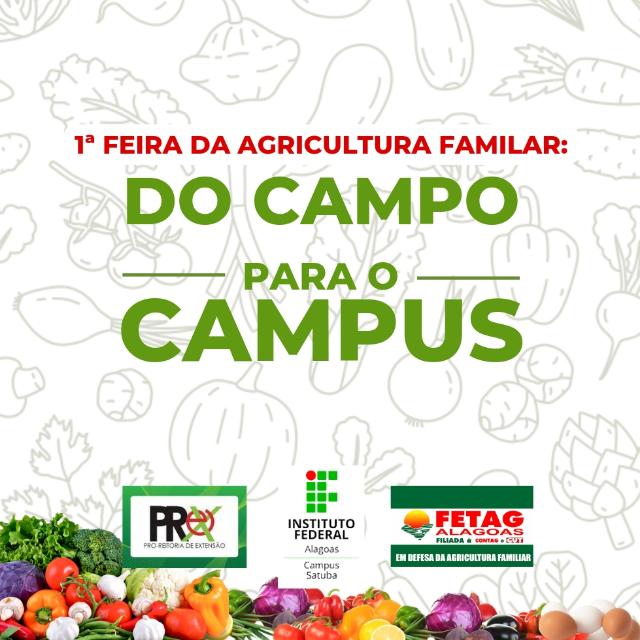 1ª FEIRA DA AGRICULTURA FAMILAR:
DO CAMPO
PARA O
CAMPUS
PREX
PRO-REITORIA DE EXTENSÃO
INSTITUTO
FEDERAL
Alagoas
Campus
Satuba
FETAG
ALAGOAS
FILIADA À CONTAG e CUT
EM DEFESA DA AGRICULTURA FAMILIAR